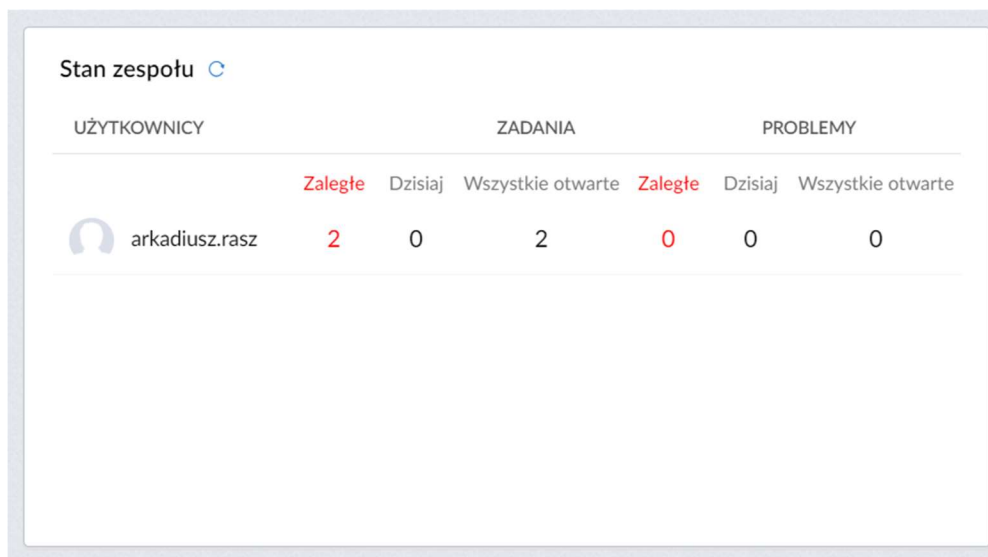 Stan zespołu
UŻYTKOWNICY ZADANIA PROBLEMY
Zaległe Dzisiaj Wszystkie otwarte Zaległe Dzisiaj Wszystkie otwarte
arkadiusz.rasz 2 0 2 0 0 0